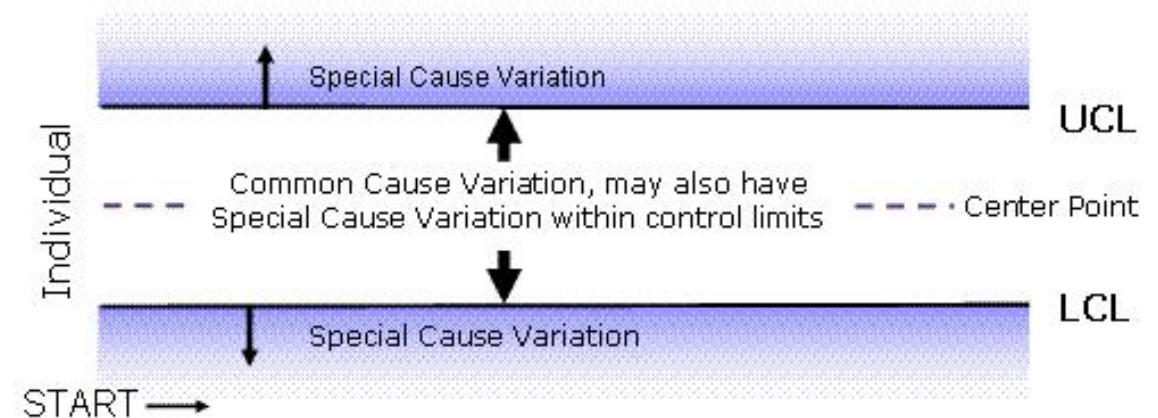 Special Cause Variation
UCL
Individual
Common Cause Variation, may also have
Special Cause Variation within control limits
Center Point
LCL
Special Cause Variation
START